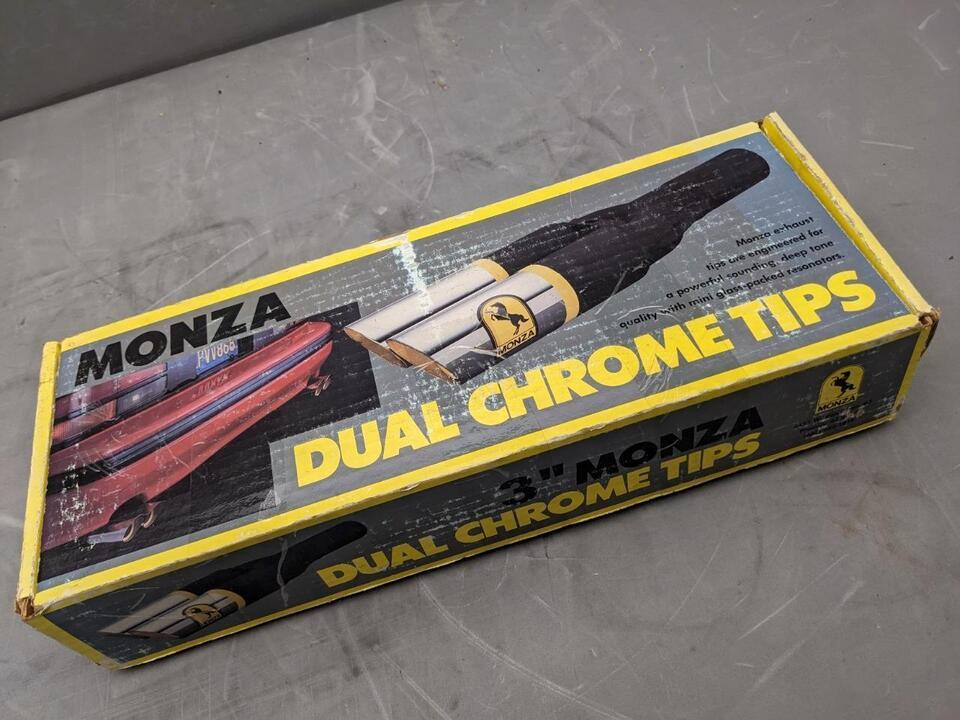 MONZA
PVV868
Monza exhaust
tips are engineered for
a powerful sounding, deep tone
quality with mini glass-packed resonators.
MONZA
DUAL CHROME TIPS
3" MONZA
DUAL CHROME TIPS
MONZA